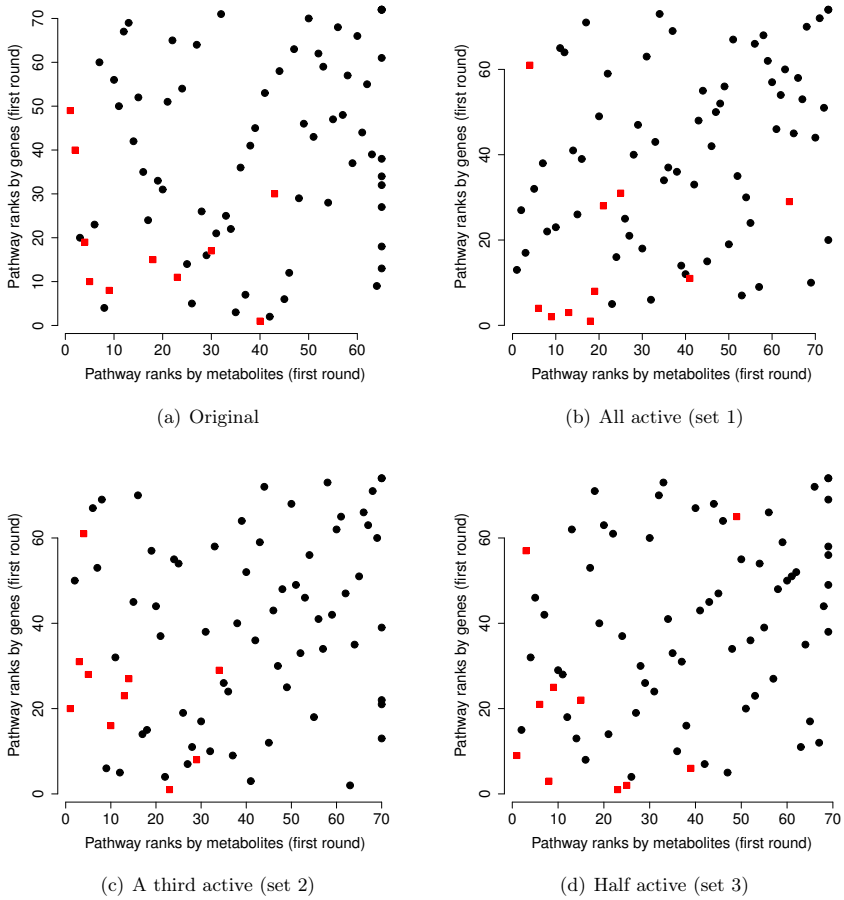 Pathway ranks by genes (first round)
0 10 20 30 40 50 60 70
0 10 20 30 40 50 60
Pathway ranks by metabolites (first round)
(a) Original
Pathway ranks by genes (first round)
0 20 40 60
0 10 20 30 40 50 60 70
Pathway ranks by metabolites (first round)
(b) All active (set 1)
Pathway ranks by genes (first round)
0 20 40 60
0 10 20 30 40 50 60 70
Pathway ranks by metabolites (first round)
(c) A third active (set 2)
Pathway ranks by genes (first round)
0 20 40 60
0 10 20 30 40 50 60 70
Pathway ranks by metabolites (first round)
(d) Half active (set 3)